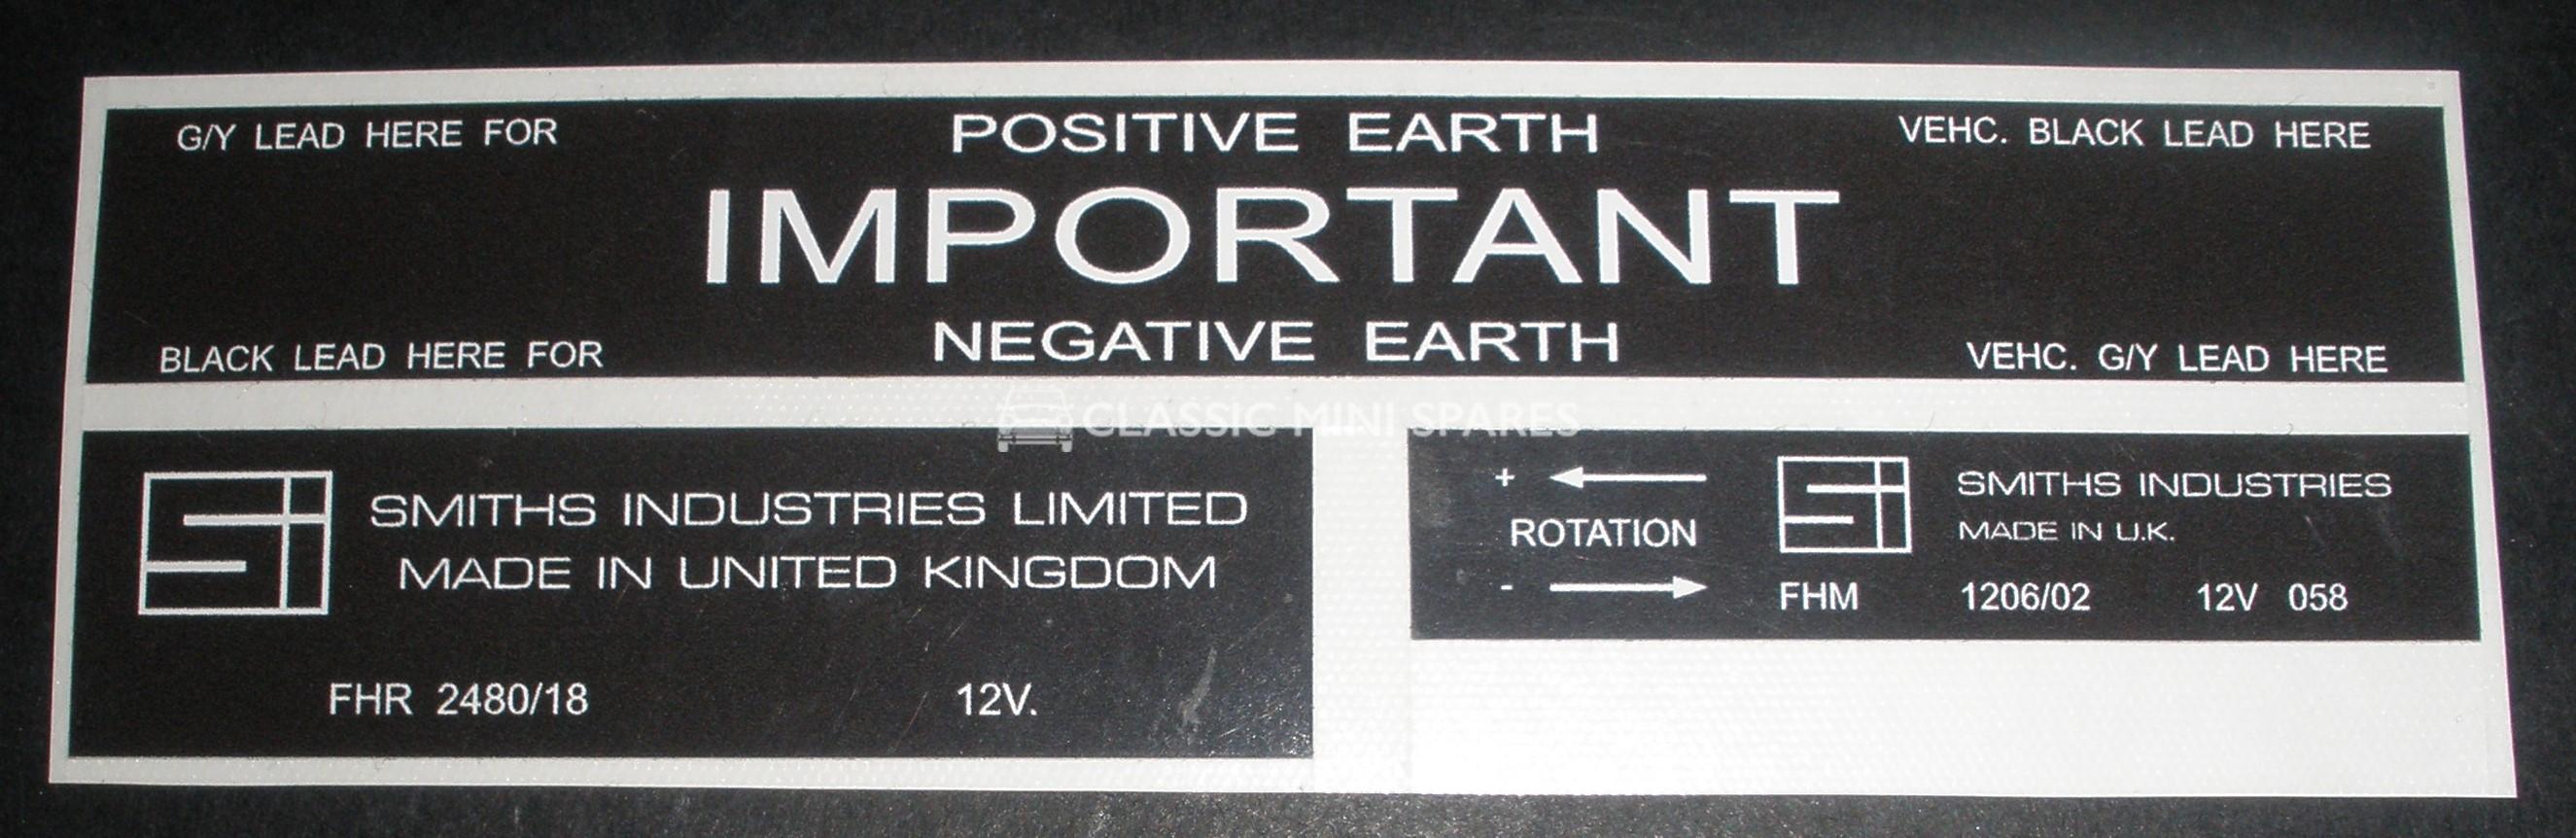 G/Y LEAD HERE FOR POSITIVE EARTH VEHC. BLACK LEAD HERE
IMPORTANT
BLACK LEAD HERE FOR NEGATIVE EARTH VEHC. G/Y LEAD HERE
CLASSIC MINI SPARES
Si SMITHS INDUSTRIES LIMITED
MADE IN UNITED KINGDOM
FHR 2480/18 12V.
+
ROTATION
-
Si SMITHS INDUSTRIES
MADE IN U.K.
FHM 1206/02 12V 058